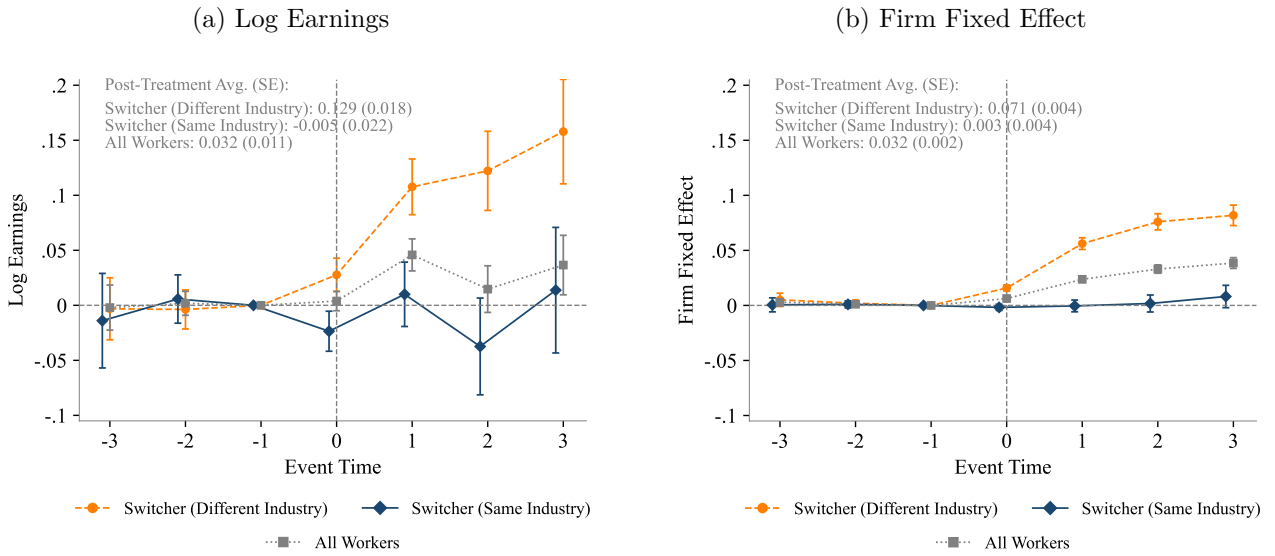 (a) Log Earnings
Post-Treatment Avg. (SE):
Switcher (Different Industry): 0.129 (0.018)
Switcher (Same Industry): -0.005 (0.022)
All Workers: 0.032 (0.011)
Log Earnings
.2
.15
.1
.05
0
-.05
-.1
-3 -2 -1 0 1 2 3
Event Time
Switcher (Different Industry) Switcher (Same Industry)
All Workers
(b) Firm Fixed Effect
Post-Treatment Avg. (SE):
Switcher (Different Industry): 0.071 (0.004)
Switcher (Same Industry): 0.003 (0.004)
All Workers: 0.032 (0.002)
Firm Fixed Effect
.2
.15
.1
.05
0
-.05
-.1
-3 -2 -1 0 1 2 3
Event Time
Switcher (Different Industry) Switcher (Same Industry)
All Workers